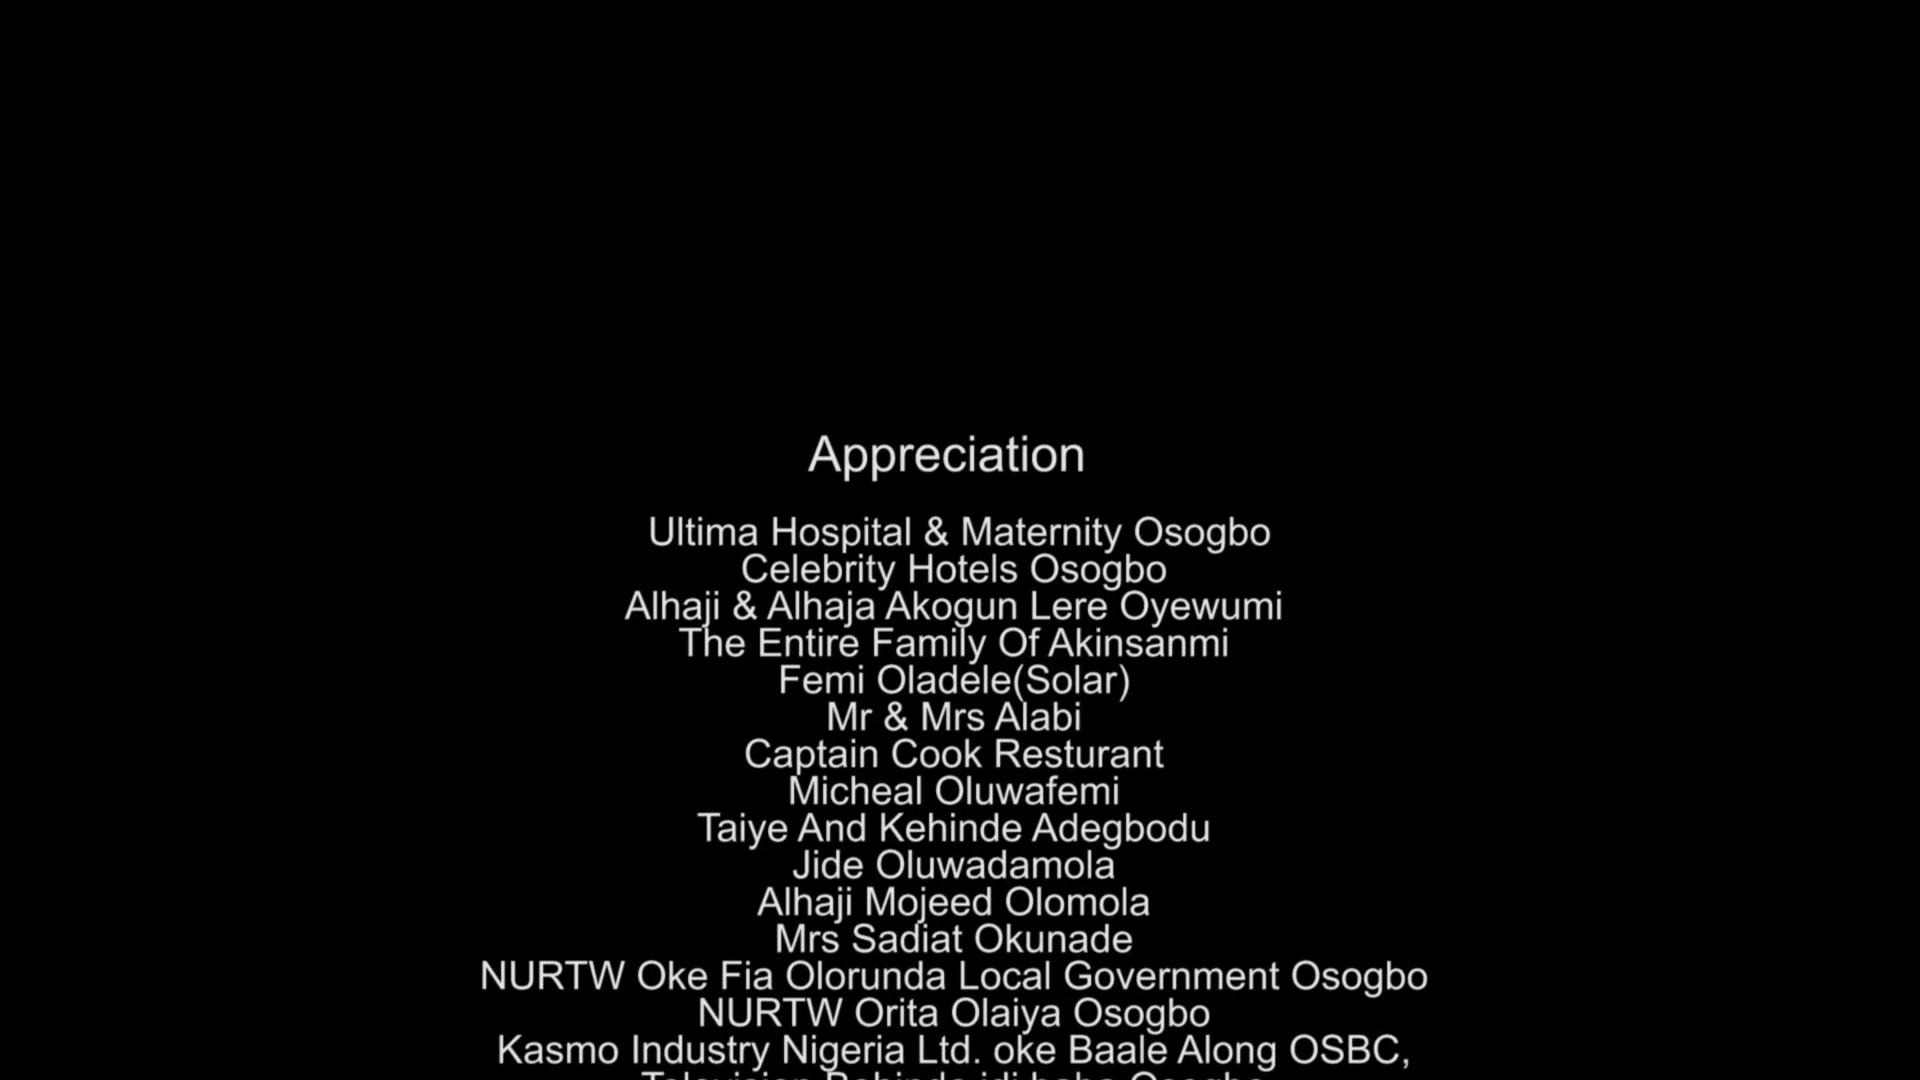 Appreciation
Ultima Hospital & Maternity Osogbo
Celebrity Hotels Osogbo
Alhaji & Alhaja Akogun Lere Oyewumi
The Entire Family Of Akinsanmi
Femi Oladele(Solar)
Mr & Mrs Alabi
Captain Cook Resturant
Micheal Oluwafemi
Taiye And Kehinde Adegbodu
Jide Oluwadamola
Alhaji Mojeed Olomola
Mrs Sadiat Okunade
NURTW Oke Fia Olorunda Local Government Osogbo
NURTW Orita Olaiya Osogbo
Kasmo Industry Nigeria Ltd. oke Baale Along OSBC,